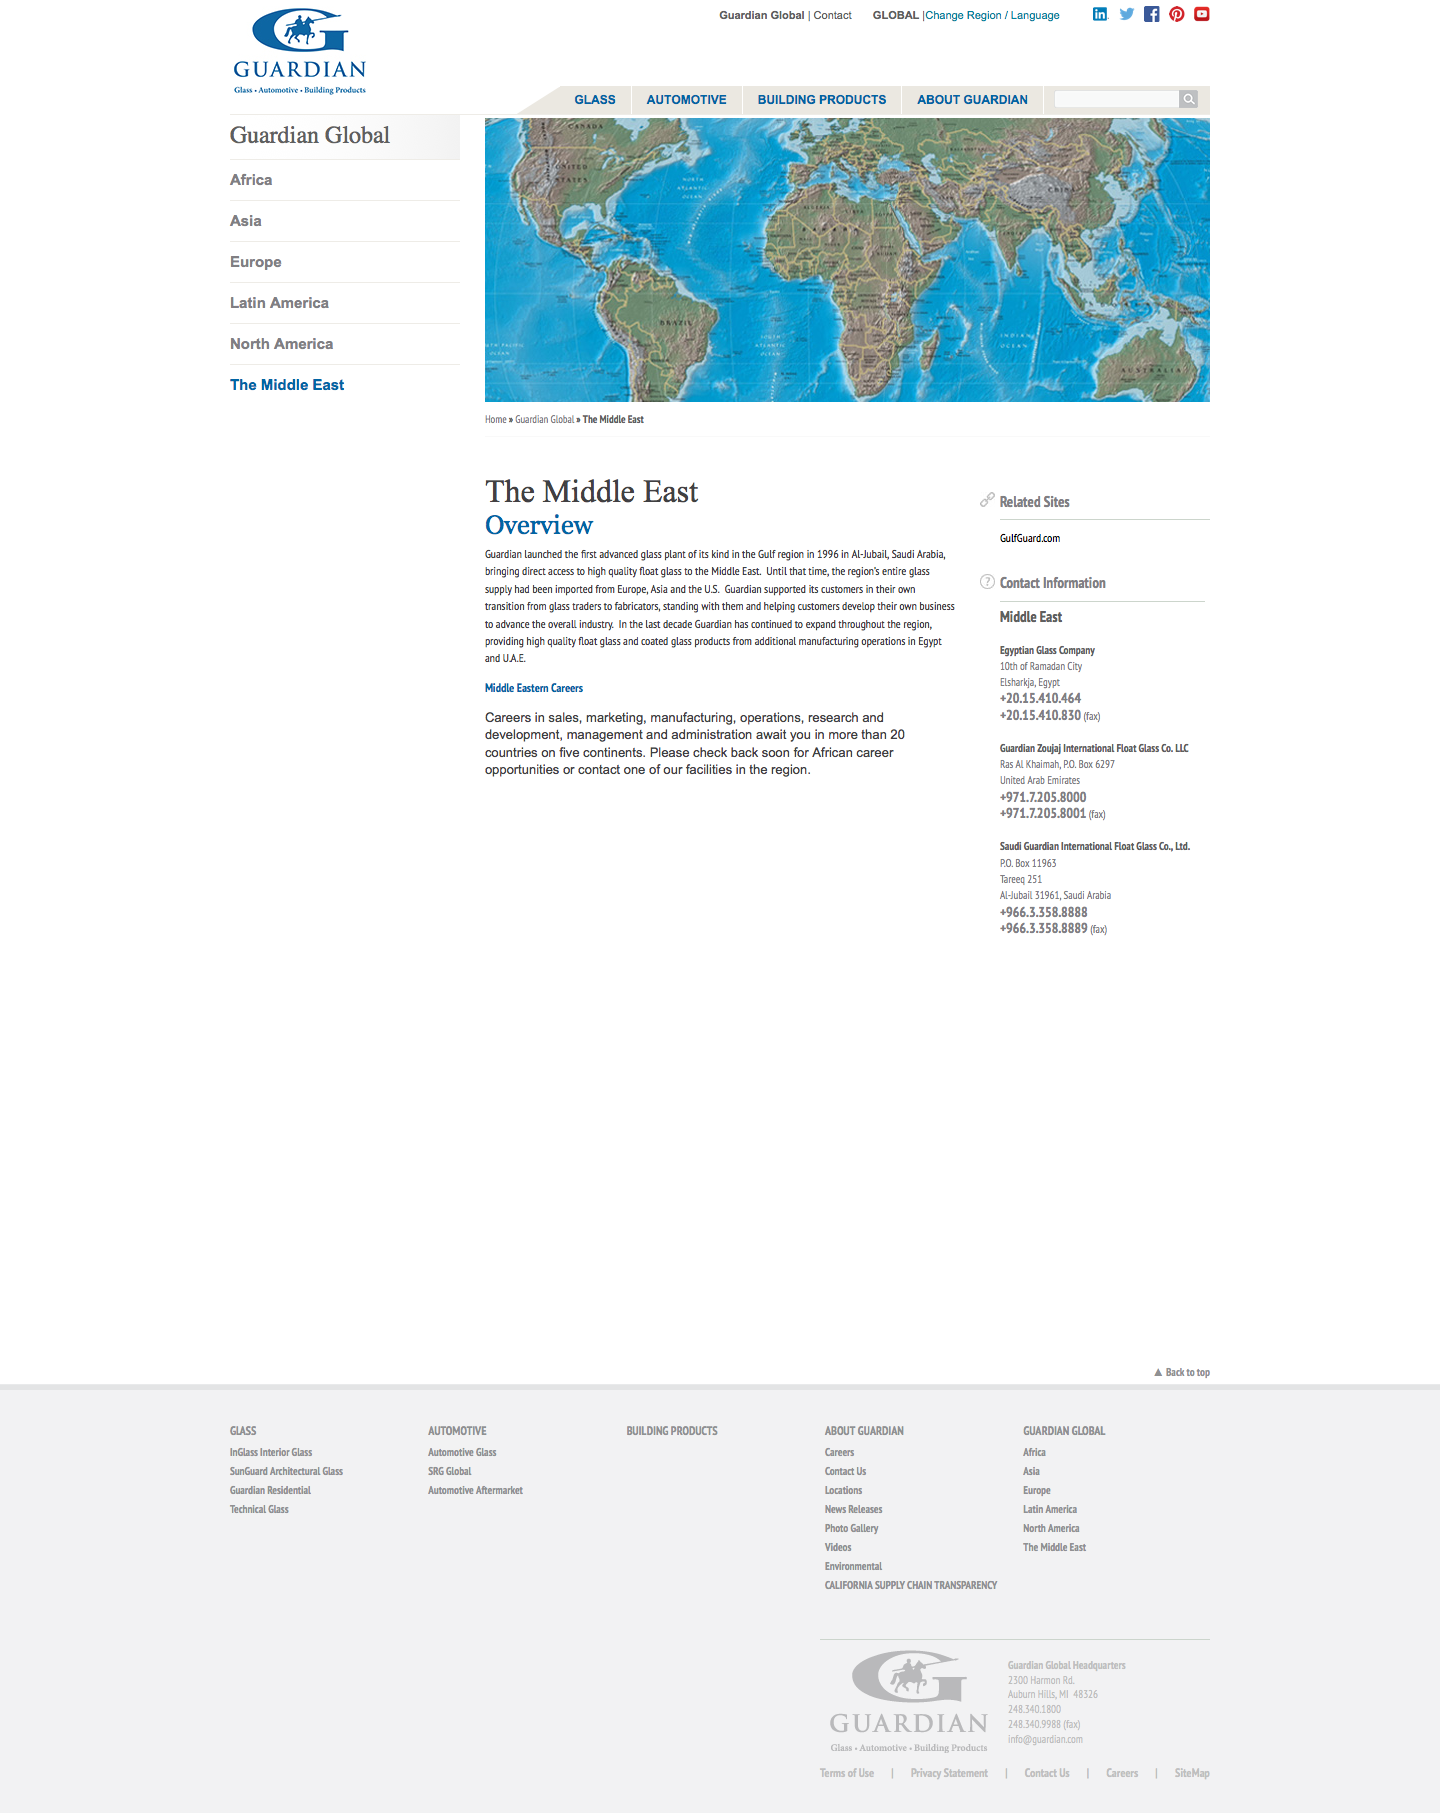 Guardian Global | Contact
GLOBAL |Change Region / Language
GUARDIAN
Glass • Automotive • Building Products
GLASS
AUTOMOTIVE
BUILDING PRODUCTS
ABOUT GUARDIAN
Guardian Global
Africa
Asia
Europe
Latin America
North America
The Middle East
CANADA
UNITED
STATES
NORTH
ALGERIA
SAHARA
CHINA
BRAZIL
SOUTH
INDIAN
OCEAN
AUSTRALIA
Home » Guardian Global » The Middle East
The Middle East
Overview
Guardian launched the first advanced glass plant of its kind in the Gulf region in 1996 in Al-Jubail, Saudi Arabia,
bringing direct access to high quality float glass to the Middle East.  Until that time, the region's entire glass
supply had been imported from Europe, Asia and the U.S.  Guardian supported its customers in their own
transition from glass traders to fabricators, standing with them and helping customers develop their own business
to advance the overall industry.  In the last decade Guardian has continued to expand throughout the region,
providing high quality float glass and coated glass products from additional manufacturing operations in Egypt
and U.A.E.
Middle Eastern Careers
Careers in sales, marketing, manufacturing, operations, research and
development, management and administration await you in more than 20
countries on five continents. Please check back soon for African career
opportunities or contact one of our facilities in the region.
Related Sites
GulfGuard.com
? Contact Information
Middle East
Egyptian Glass Company
10th of Ramadan City
Elsharkja, Egypt
+20.15.410.464
+20.15.410.830 (fax)
Guardian Zoujaj International Float Glass Co. LLC
Ras Al Khaimah, P.O. Box 6297
United Arab Emirates
+971.7.205.8000
+971.7.205.8001 (fax)
Saudi Guardian International Float Glass Co., Ltd.
P.O. Box 11963
Tareeq 251
Al-Jubail 31961, Saudi Arabia
+966.3.358.8888
+966.3.358.8889 (fax)
▲ Back to top
GLASS
InGlass Interior Glass
SunGuard Architectural Glass
Guardian Residential
Technical Glass
AUTOMOTIVE
Automotive Glass
SRG Global
Automotive Aftermarket
BUILDING PRODUCTS
ABOUT GUARDIAN
Careers
Contact Us
Locations
News Releases
Photo Gallery
Videos
Environmental
CALIFORNIA SUPPLY CHAIN TRANSPARENCY
GUARDIAN GLOBAL
Africa
Asia
Europe
Latin America
North America
The Middle East
GUARDIAN
Glass • Automotive • Building Products
Guardian Global Headquarters
2300 Harmon Rd.
Auburn Hills, MI  48326
248.340.1800
248.340.9988 (fax)
info@guardian.com
Terms of Use | Privacy Statement | Contact Us | Careers | SiteMap